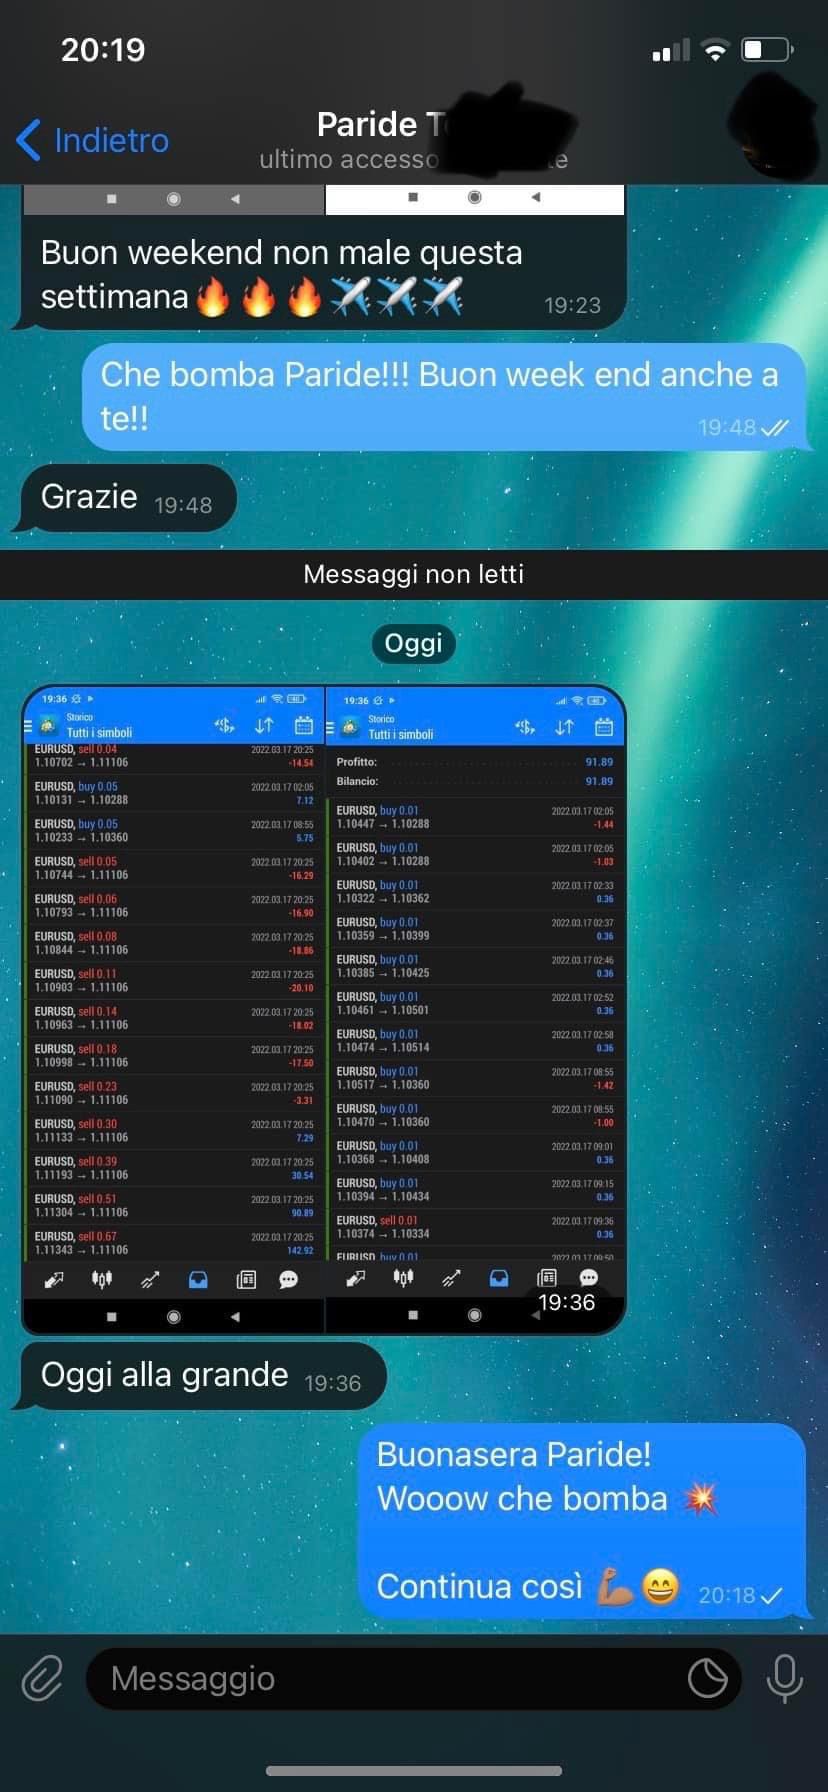 20:19
Indietro
Paride T
ultimo accesso
te
Buon weekend non male questa
settimana🔥🔥🔥✈️✈️✈️ 19:23
Che bomba Paride!!! Buon week end anche a
te!! 19:48
Grazie 19:48
Messaggi non letti
Oggi
19:36
Storico
Tutti i simboli
EURUSD, sell 0.04 2022.03.17 20:25
1.10702 → 1.11106 -14.54
EURUSD, buy 0.05 2022.03.17 02:05
1.10131 → 1.10288 7.12
EURUSD, buy 0.05 2022.03.17 08:55
1.10233 → 1.10360 5.75
EURUSD, sell 0.05 2022.03.17 20:25
1.10744 → 1.11106 -16.29
EURUSD, sell 0.06 2022.03.17 20:25
1.10793 → 1.11106 -16.90
EURUSD, sell 0.08 2022.03.17 20:25
1.10844 → 1.11106 -18.86
EURUSD, sell 0.11 2022.03.17 20:25
1.10903 → 1.11106 -20.10
EURUSD, sell 0.14 2022.03.17 20:25
1.10963 → 1.11106 -18.02
EURUSD, sell 0.18 2022.03.17 20:25
1.10998 → 1.11106 -17.50
EURUSD, sell 0.23 2022.03.17 20:25
1.11090 → 1.11106 -3.31
EURUSD, sell 0.30 2022.03.17 20:25
1.11133 → 1.11106 7.29
EURUSD, sell 0.39 2022.03.17 20:25
1.11193 → 1.11106 30.54
EURUSD, sell 0.51 2022.03.17 20:25
1.11304 → 1.11106 90.89
EURUSD, sell 0.67 2022.03.17 20:25
1.11343 → 1.11106 142.92
19:36
Storico
Tutti i simboli
Profitto: 91.89
Bilancio: 91.89
EURUSD, buy 0.01 2022.03.17 02:05
1.10447 → 1.10288 -1.44
EURUSD, buy 0.01 2022.03.17 02:05
1.10402 → 1.10288 -1.03
EURUSD, buy 0.01 2022.03.17 02:33
1.10322 → 1.10362 0.36
EURUSD, buy 0.01 2022.03.17 02:37
1.10359 → 1.10399 0.36
EURUSD, buy 0.01 2022.03.17 02:46
1.10385 → 1.10425 0.36
EURUSD, buy 0.01 2022.03.17 02:52
1.10461 → 1.10501 0.36
EURUSD, buy 0.01 2022.03.17 02:58
1.10474 → 1.10514 0.36
EURUSD, buy 0.01 2022.03.17 08:55
1.10517 → 1.10360 -1.42
EURUSD, buy 0.01 2022.03.17 08:55
1.10470 → 1.10360 -1.00
EURUSD, buy 0.01 2022.03.17 09:01
1.10368 → 1.10408 0.36
EURUSD, buy 0.01 2022.03.17 09:15
1.10394 → 1.10434 0.36
EURUSD, sell 0.01 2022.03.17 09:36
1.10374 → 1.10334 0.36
EURUSD, buy 0.01 2022.03.17 09:50
19:36
Oggi alla grande 19:36
Buonasera Paride!
Wooow che bomba 💥
Continua così 💪🏽😄 20:18
Messaggio